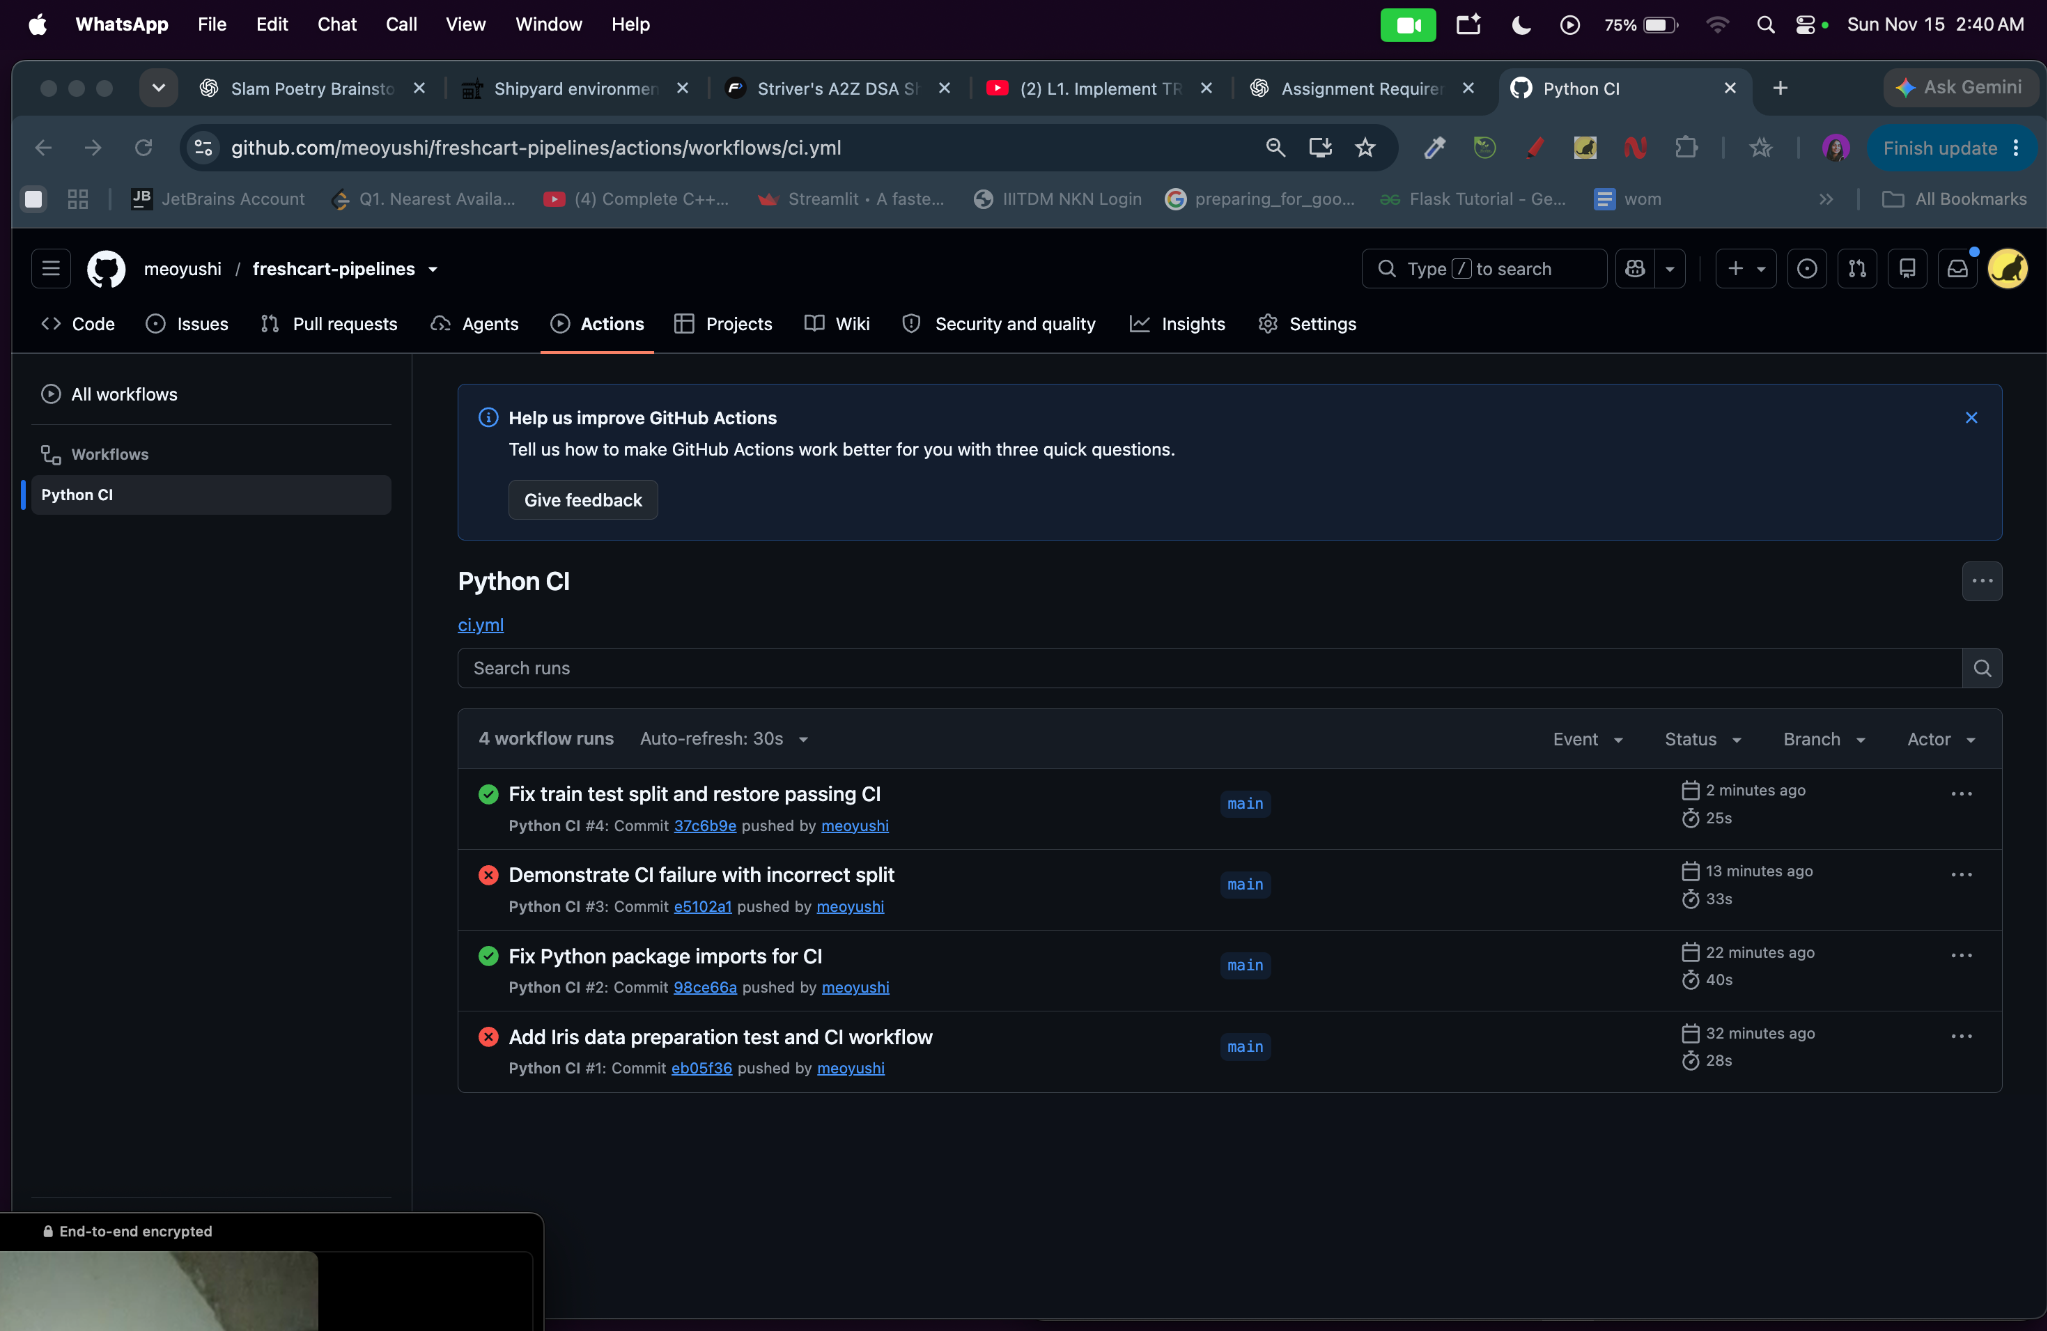 WhatsApp File Edit Chat Call View Window Help 75% Sun Nov 15 2:40 AM
Slam Poetry Brainsto Shipyard environmen Striver's A2Z DSA Sh (2) L1. Implement TR Assignment Requirer Python CI Ask Gemini
github.com/meoyushi/freshcart-pipelines/actions/workflows/ci.yml Finish update
JB JetBrains Account Q1. Nearest Availa... (4) Complete C++... Streamlit • A faste... IIITDM NKN Login preparing_for_goo... Flask Tutorial - Ge... wom » All Bookmarks
meoyushi / freshcart-pipelines Type / to search
Code Issues Pull requests Agents Actions Projects Wiki Security and quality Insights Settings
All workflows
Workflows
Python CI
Help us improve GitHub Actions
Tell us how to make GitHub Actions work better for you with three quick questions.
Give feedback
Python CI
ci.yml
Search runs
4 workflow runs Auto-refresh: 30s Event Status Branch Actor
Fix train test split and restore passing CI main 2 minutes ago
Python CI #4: Commit 37c6b9e pushed by meoyushi 25s
Demonstrate CI failure with incorrect split main 13 minutes ago
Python CI #3: Commit e5102a1 pushed by meoyushi 33s
Fix Python package imports for CI main 22 minutes ago
Python CI #2: Commit 98ce66a pushed by meoyushi 40s
Add Iris data preparation test and CI workflow main 32 minutes ago
Python CI #1: Commit eb05f36 pushed by meoyushi 28s
End-to-end encrypted